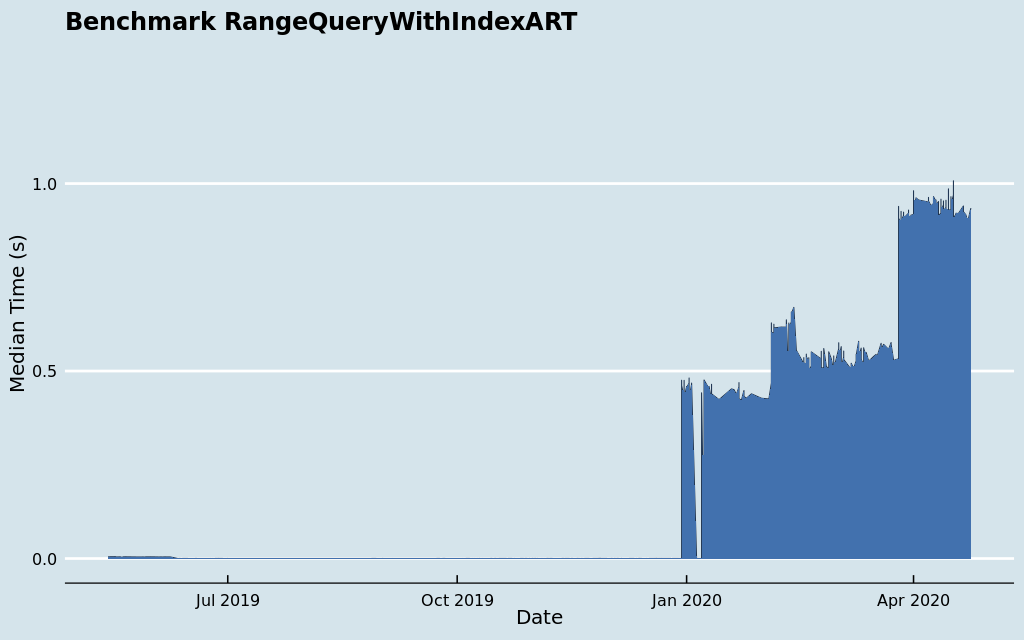 Benchmark RangeQueryWithIndexART
Median Time (s)
1.0
0.5
0.0
Jul 2019
Oct 2019
Jan 2020
Apr 2020
Date